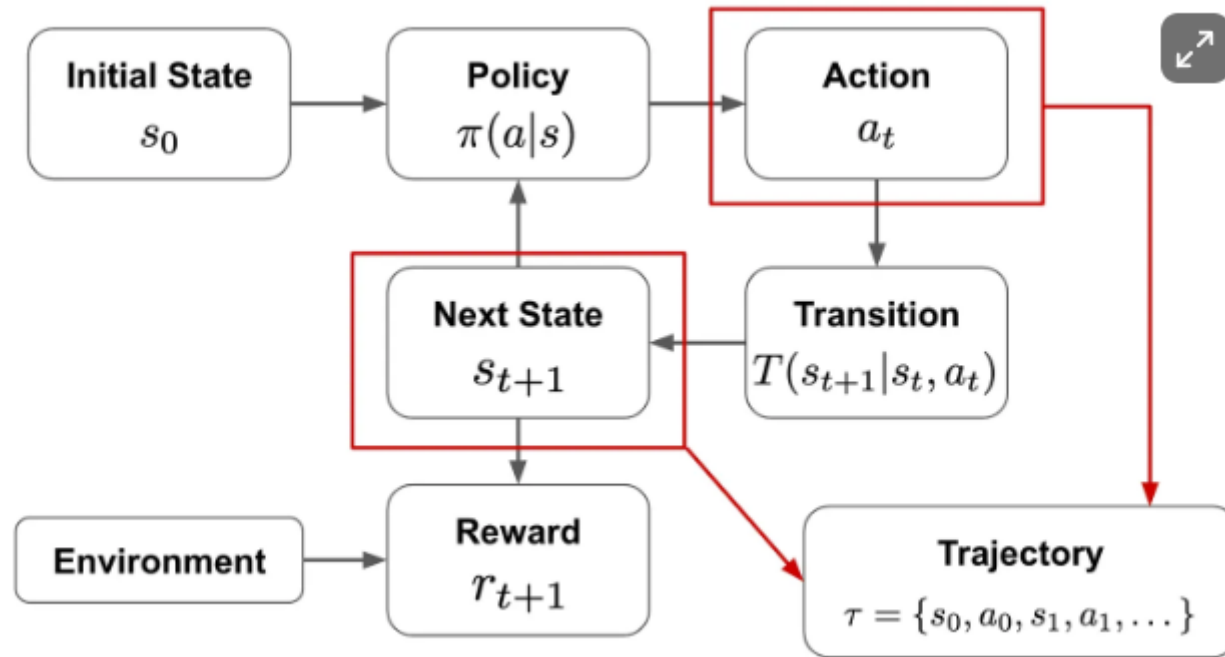 Initial State
s₀
Policy
π(a|s)
Action
aₜ
Next State
sₜ₊₁
Transition
T(sₜ₊₁|sₜ, aₜ)
Environment
Reward
rₜ₊₁
Trajectory
τ = {s₀, a₀, s₁, a₁, . . . }